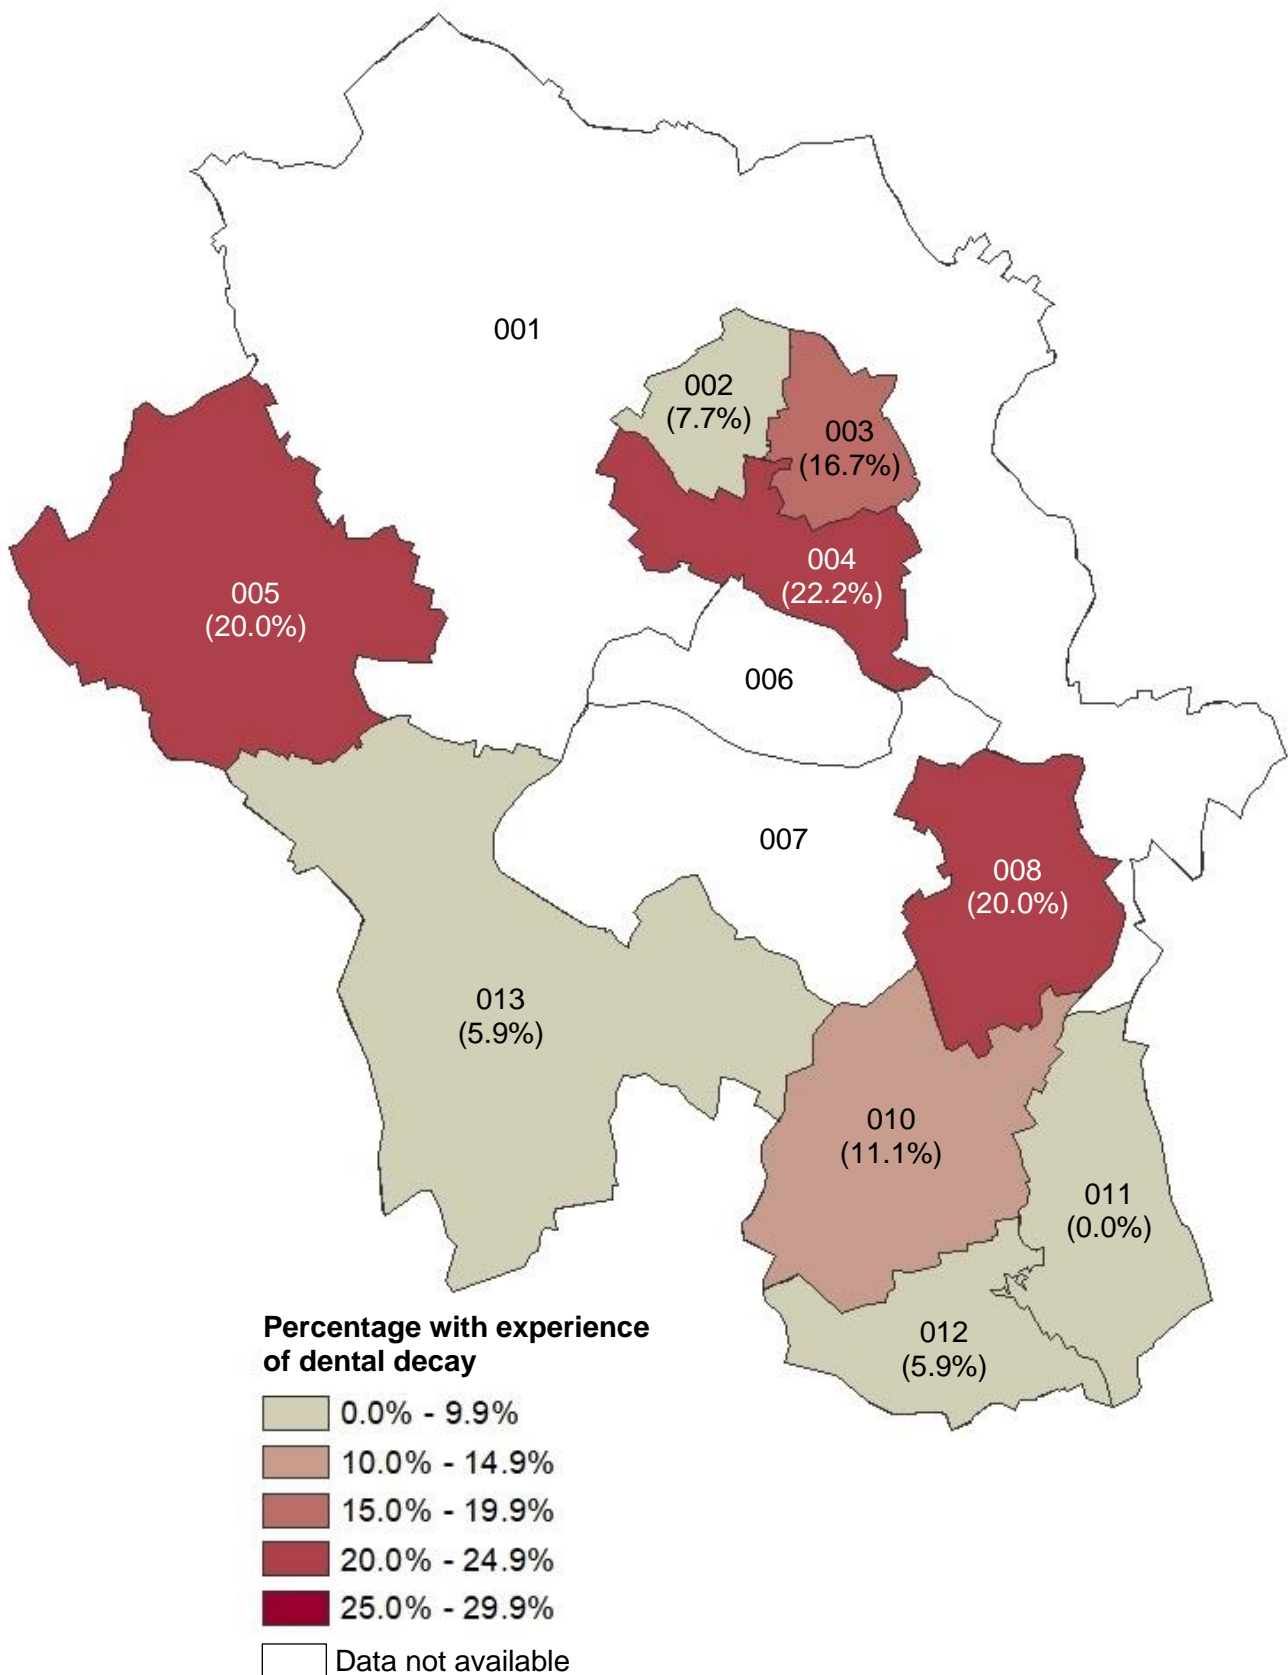 001
002
(7.7%)
003
(16.7%)
004
(22.2%)
005
(20.0%)
006
007
008
(20.0%)
013
(5.9%)
010
(11.1%)
011
(0.0%)
012
(5.9%)
Percentage with experience
of dental decay
0.0% - 9.9%
10.0% - 14.9%
15.0% - 19.9%
20.0% - 24.9%
25.0% - 29.9%
Data not available